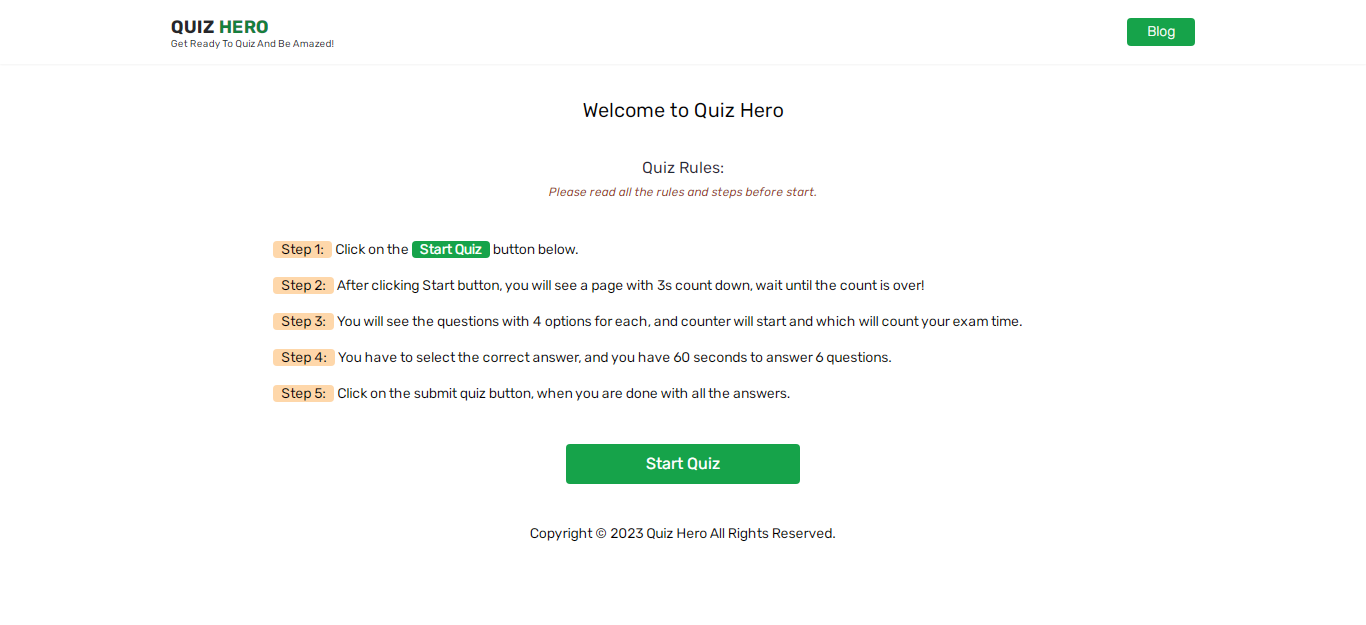 QUIZ HERO
Get Ready To Quiz And Be Amazed!
Blog
Welcome to Quiz Hero
Quiz Rules:
Please read all the rules and steps before start.
Step 1: Click on the Start Quiz button below.
Step 2: After clicking Start button, you will see a page with 3s count down, wait until the count is over!
Step 3: You will see the questions with 4 options for each, and counter will start and which will count your exam time.
Step 4: You have to select the correct answer, and you have 60 seconds to answer 6 questions.
Step 5: Click on the submit quiz button, when you are done with all the answers.
Start Quiz
Copyright © 2023 Quiz Hero All Rights Reserved.